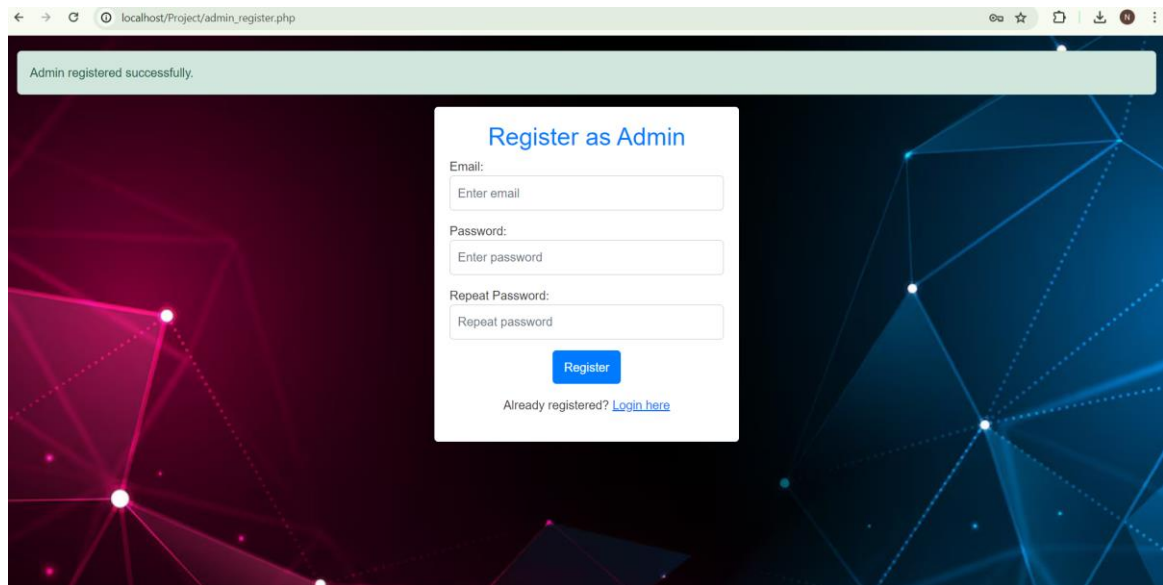 localhost/Project/admin_register.php
N
Admin registered successfully.
Register as Admin
Email:
Enter email
Password:
Enter password
Repeat Password:
Repeat password
Register
Already registered? Login here